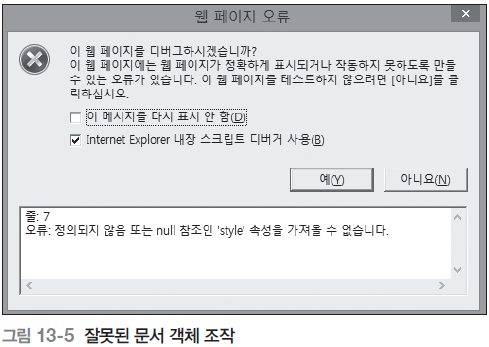 웹 페이지 오류
이 웹 페이지를 디버그하시겠습니까?
이 웹 페이지에는 웹 페이지가 정확하게 표시되거나 작동하지 못하도록 만들
수 있는 오류가 있습니다. 이 웹 페이지를 테스트하지 않으려면 [아니요]를 클
릭하십시오.
이 메시지를 다시 표시 안 함(D)
Internet Explorer 내장 스크립트 디버거 사용(B)
예(Y) 아니요(N)
줄: 7
오류: 정의되지 않음 또는 null 참조인 'style' 속성을 가져올 수 없습니다.
그림 13-5 잘못된 문서 객체 조작